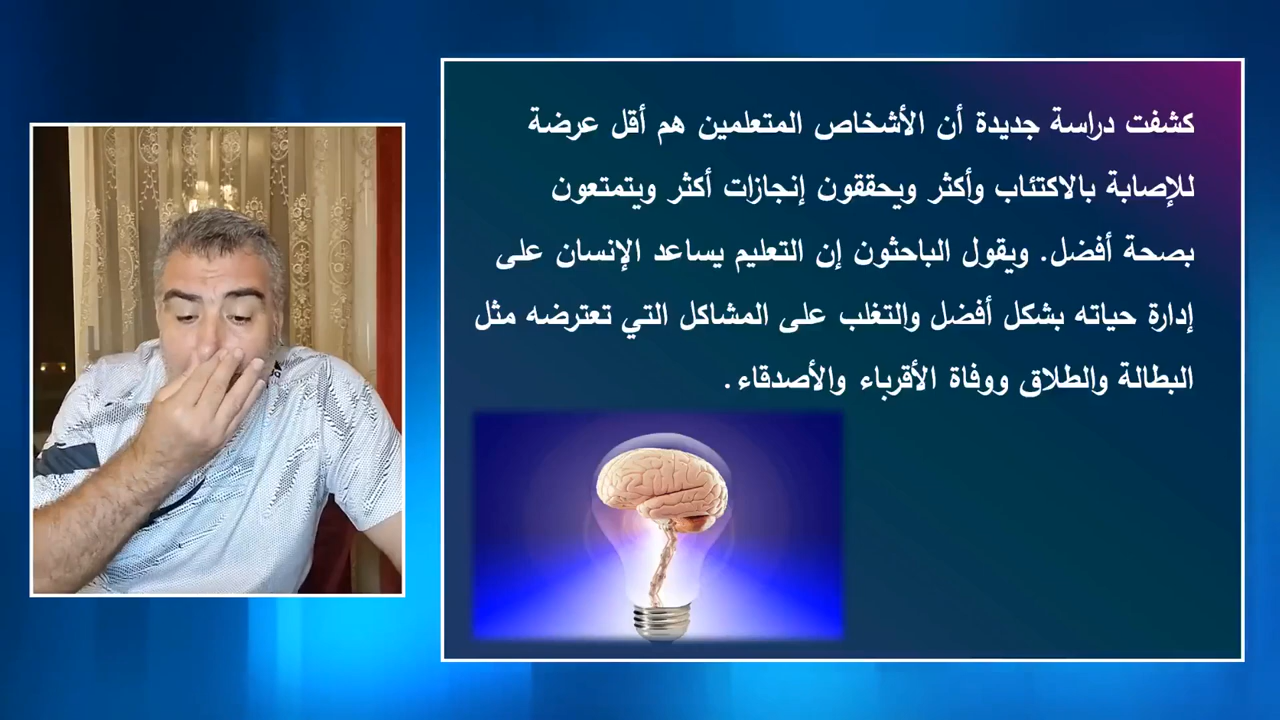 كشفت دراسة جديدة أن الأشخاص المتعلمين هم أقل عرضة
للإصابة بالاكتئاب وأكثر ويحققون إنجازات أكثر ويتمتعون
بصحة أفضل. ويقول الباحثون إن التعليم يساعد الإنسان على
إدارة حياته بشكل أفضل والتغلب على المشاكل التي تعترضه مثل
البطالة والطلاق ووفاة الأقرباء والأصدقاء.